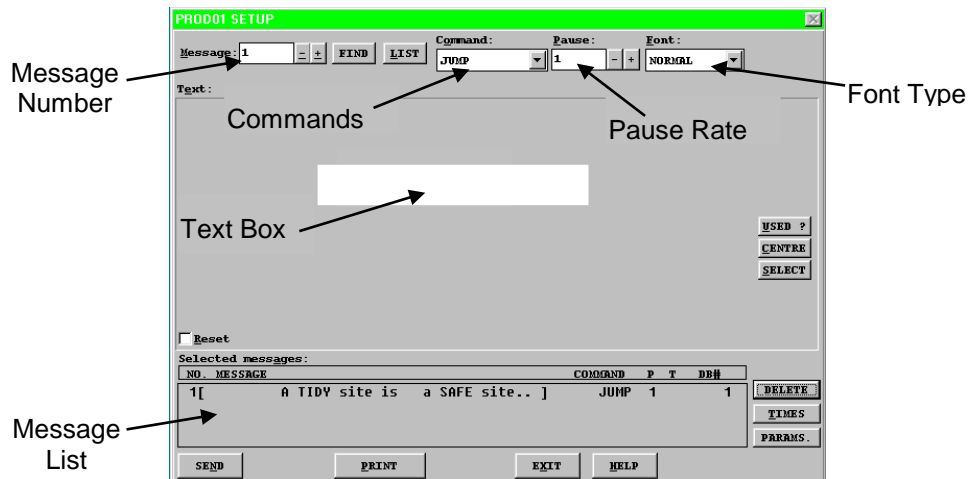 PROD01 SETUP
Message: 1 - + FIND LIST
Command:
JUMP
Pause:
1 - +
Font:
NORMAL
Message
Number
Font Type
Text:
Commands
Pause Rate
Text Box
USED ?
CENTRE
SELECT
Reset
Selected messages:
NO. MESSAGE COMMAND P T DB#
1[ A TIDY site is a SAFE site.. ] JUMP 1 1
DELETE
TIMES
PARAMS.
Message
List
SEND PRINT EXIT HELP